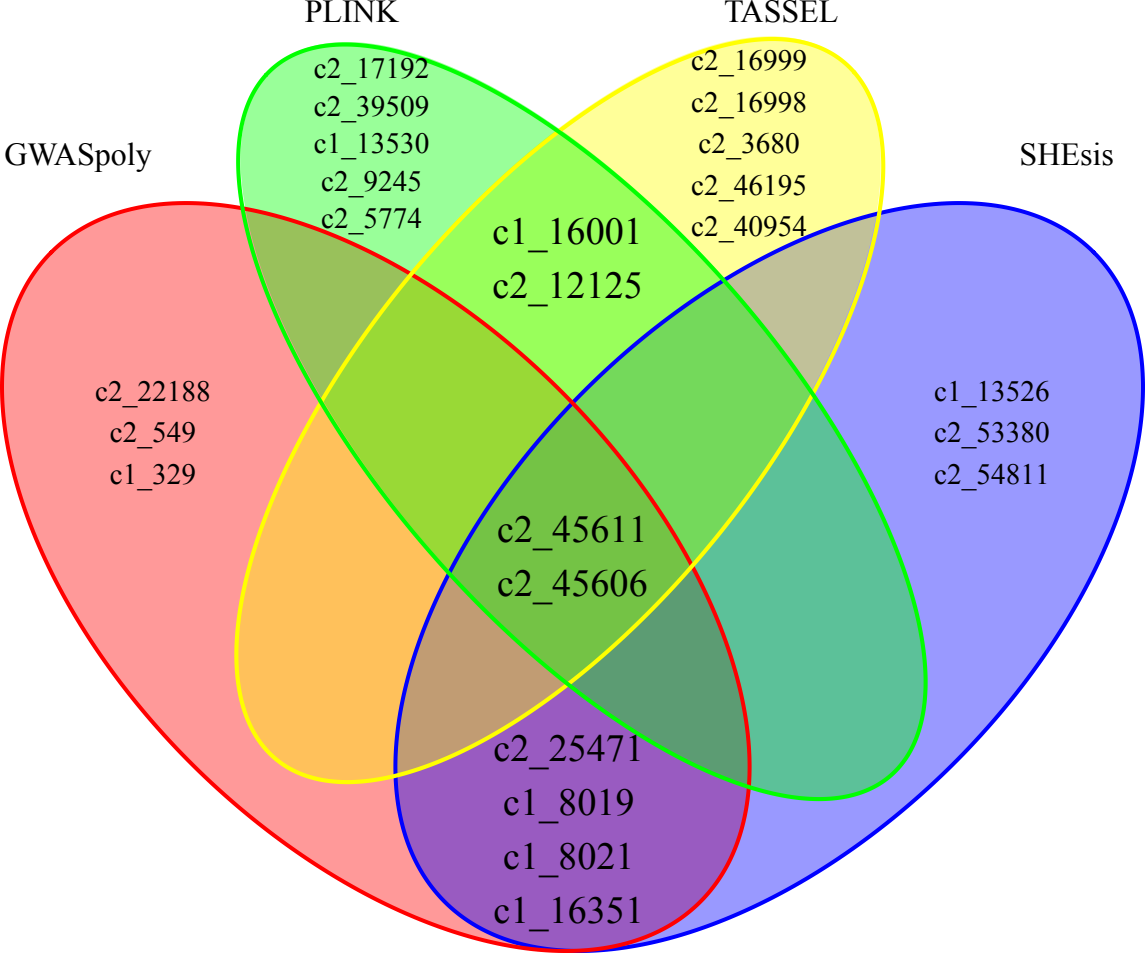 PLINK
TASSEL
GWASpoly
SHEsis
c2_17192
c2_39509
c1_13530
c2_9245
c2_5774
c2_16999
c2_16998
c2_3680
c2_46195
c2_40954
c1_16001
c2_12125
c2_22188
c2_549
c1_329
c1_13526
c2_53380
c2_54811
c2_45611
c2_45606
c2_25471
c1_8019
c1_8021
c1_16351